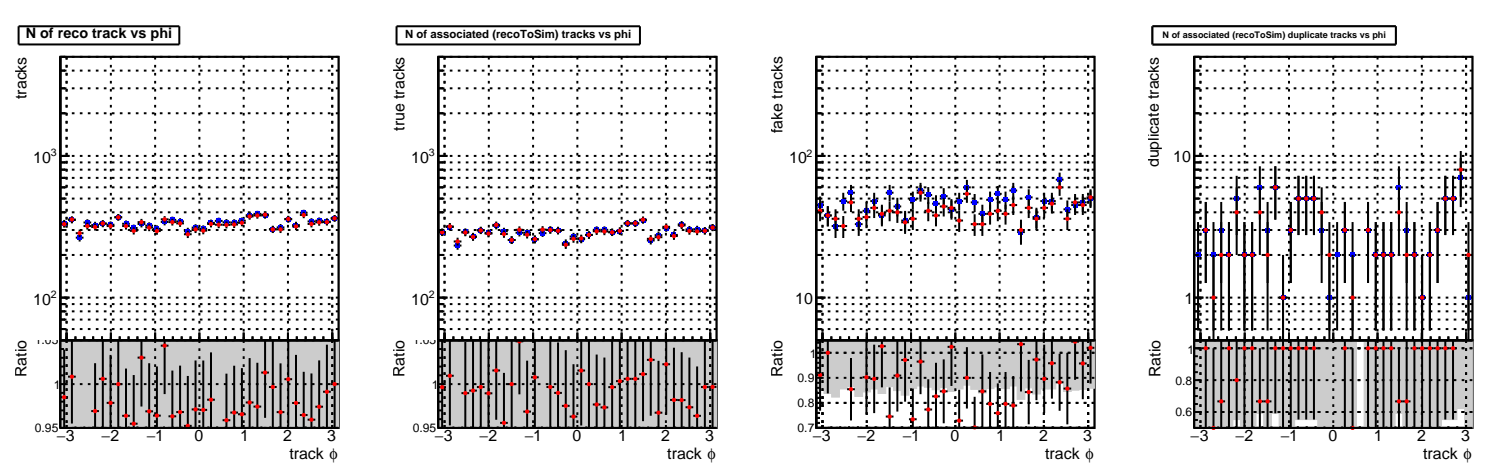 N of reco track vs phi
tracks
10³
10²
Ratio
1
0.95
−3 −2 −1 0 1 2 3
track ϕ
N of associated (recoToSim) tracks vs phi
true tracks
10³
10²
Ratio
1
0.95
−3 −2 −1 0 1 2 3
track ϕ
fake tracks
10²
10
Ratio
1
0.9
0.8
0.7
−3 −2 −1 0 1 2 3
track ϕ
N of associated (recoToSim) duplicate tracks vs phi
duplicate tracks
10
1
Ratio
1
0.8
0.6
−3 −2 −1 0 1 2 3
track ϕ